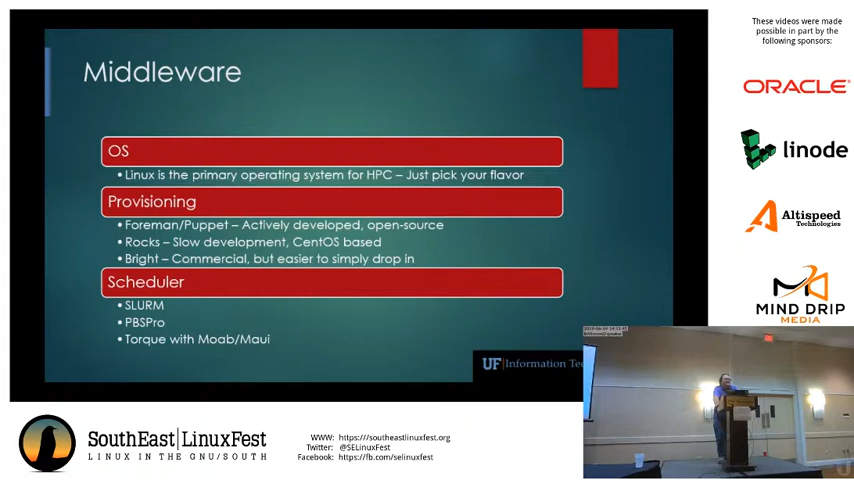 These videos were made
possible in part by the
following sponsors:
ORACLE
linode
Altispeed
Technologies
MIND DRIP
MEDIA
Middleware
OS
• Linux is the primary operating system for HPC – Just pick your flavor
Provisioning
• Foreman/Puppet – Actively developed, open-source
• Rocks – Slow development, CentOS based
• Bright – Commercial, but easier to simply drop in
Scheduler
• SLURM
• PBSPro
• Torque with Moab/Maui
UF | Information Te
SouthEast|LinuxFest
LINUX IN THE GNU/SOUTH
WWW: https://southeastlinuxfest.org
Twitter: @SELinuxFest
Facebook: https://fb.com/selinuxfest